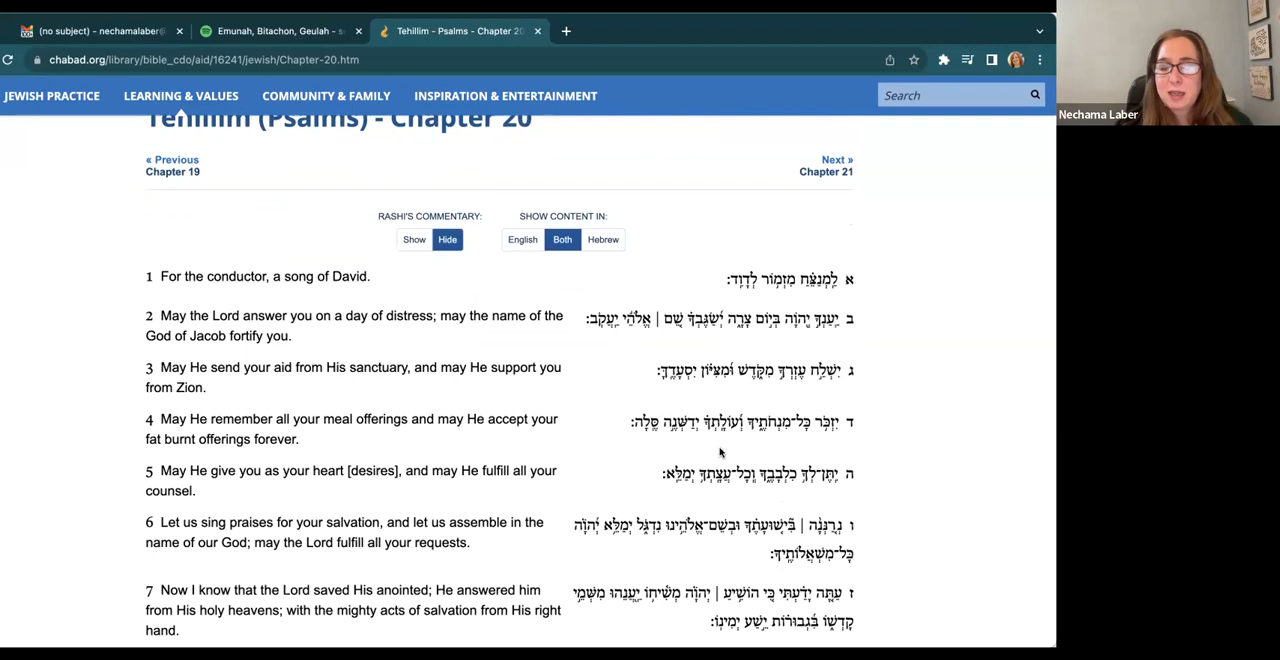 (no subject) - nechamalaber@
Emunah, Bitachon, Geulah - s
Tehillim - Psalms - Chapter 20
chabad.org/library/bible_cdo/aid/16241/jewish/Chapter-20.htm
JEWISH PRACTICE LEARNING & VALUES COMMUNITY & FAMILY INSPIRATION & ENTERTAINMENT Search
Nechama Laber
Tehillim (Psalms) - Chapter 20
« Previous Next »
Chapter 19 Chapter 21
RASHI'S COMMENTARY: SHOW CONTENT IN:
Show Hide English Both Hebrew
1 For the conductor, a song of David.
א לַֽמְנַצֵּ֗חַ מִזְמ֥וֹר לְדָוִֽד:
2 May the Lord answer you on a day of distress; may the name of the
God of Jacob fortify you.
ב יַֽעַנְךָ֣ יְ֖הֹוָה בְּי֣וֹם צָרָ֑ה יְ֜שַׂגֶּבְךָ֗ שֵׁ֚ם | אֱלֹהֵ֬י יַֽעֲקֹֽב:
3 May He send your aid from His sanctuary, and may He support you
from Zion.
ג יִשְׁלַ֣ח עֶזְרְךָ֣ מִקֹּ֑דֶשׁ וּ֜מִצִּיּ֗וֹן יִסְעָדֶֽךָּ:
4 May He remember all your meal offerings and may He accept your
fat burnt offerings forever.
ד יִזְכֹּ֥ר כָּל־מִנְחֹתֶ֑יךָ וְ֜עוֹלָֽתְךָ֗ יְדַשְּׁנֶ֥ה סֶּֽלָה:
5 May He give you as your heart [desires], and may He fulfill all your
counsel.
ה יִֽתֶּן־לְךָ֥ כִלְבָבֶ֑ךָ וְֽכָל־עֲצָ֥תְךָ֥ יְמַלֵּֽא:
6 Let us sing praises for your salvation, and let us assemble in the
name of our God; may the Lord fulfill all your requests.
ו נְרַנְּנָ֚ה | בִּֽ֘ישׁ֚וּעָתֶ֗ךָ וּבְשֵׁם־אֱלֹהֵ֥ינוּ נִדְגֹּ֑ל יְמַלֵּ֥א יְ֜הֹוָ֗ה
כָּל־מִשְׁאֲלוֹתֶֽיךָ:
7 Now I know that the Lord saved His anointed; He answered him
from His holy heavens; with the mighty acts of salvation from His right
hand.
ז עַתָּ֚ה יָדַ֗עְתִּי כִּ֚י הוֹשִׁ֥יעַ | יְהֹוָ֗ה מְשִׁ֫יח֥וֹ יַֽ֖עֲנֵהוּ מִשְּׁמֵ֣י
קָדְשׁ֑וֹ בִּ֜גְבוּר֗וֹת יֵ֣שַׁע יְמִינֽוֹ: